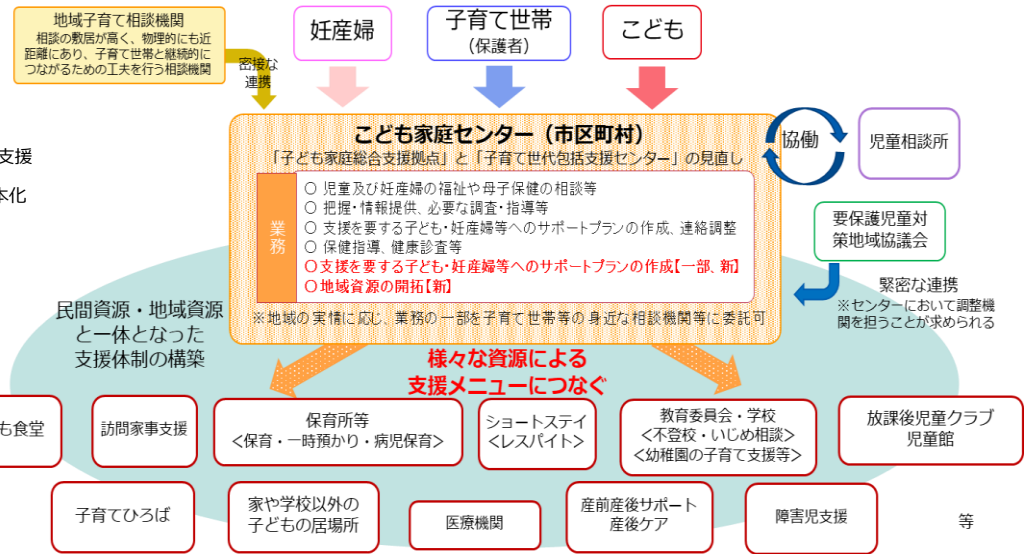 地域子育て相談機関
相談の敷居が高く、物理的にも近
距離にあり、子育て世帯と継続的に
つながるための工夫を行う相談機関
密接な
連携
妊産婦
子育て世帯
（保護者）
こども
こども家庭センター（市区町村）
「子ども家庭総合支援拠点」と「子育て世代包括支援センター」の見直し
協働
児童相談所
支援
本化
業務
〇 児童及び妊産婦の福祉や母子保健の相談等
〇 把握・情報提供、必要な調査・指導等
〇 支援を要する子ども・妊産婦等へのサポートプランの作成、連絡調整
〇 保健指導、健康診査等
〇支援を要する子ども・妊産婦等へのサポートプランの作成【一部、新】
〇地域資源の開拓【新】
※地域の実情に応じ、業務の一部を子育て世帯等の身近な相談機関等に委託可
要保護児童対
策地域協議会
緊密な連携
※センターにおいて調整機
関を担うことが求められる
民間資源・地域資源
と一体となった
支援体制の構築
様々な資源による
支援メニューにつなぐ
も食堂
訪問家事支援
保育所等
<保育・一時預かり・病児保育>
ショートステイ
<レスパイト>
教育委員会・学校
<不登校・いじめ相談>
<幼稚園の子育て支援等>
放課後児童クラブ
児童館
子育てひろば
家や学校以外の
子どもの居場所
医療機関
産前産後サポート
産後ケア
障害児支援
等